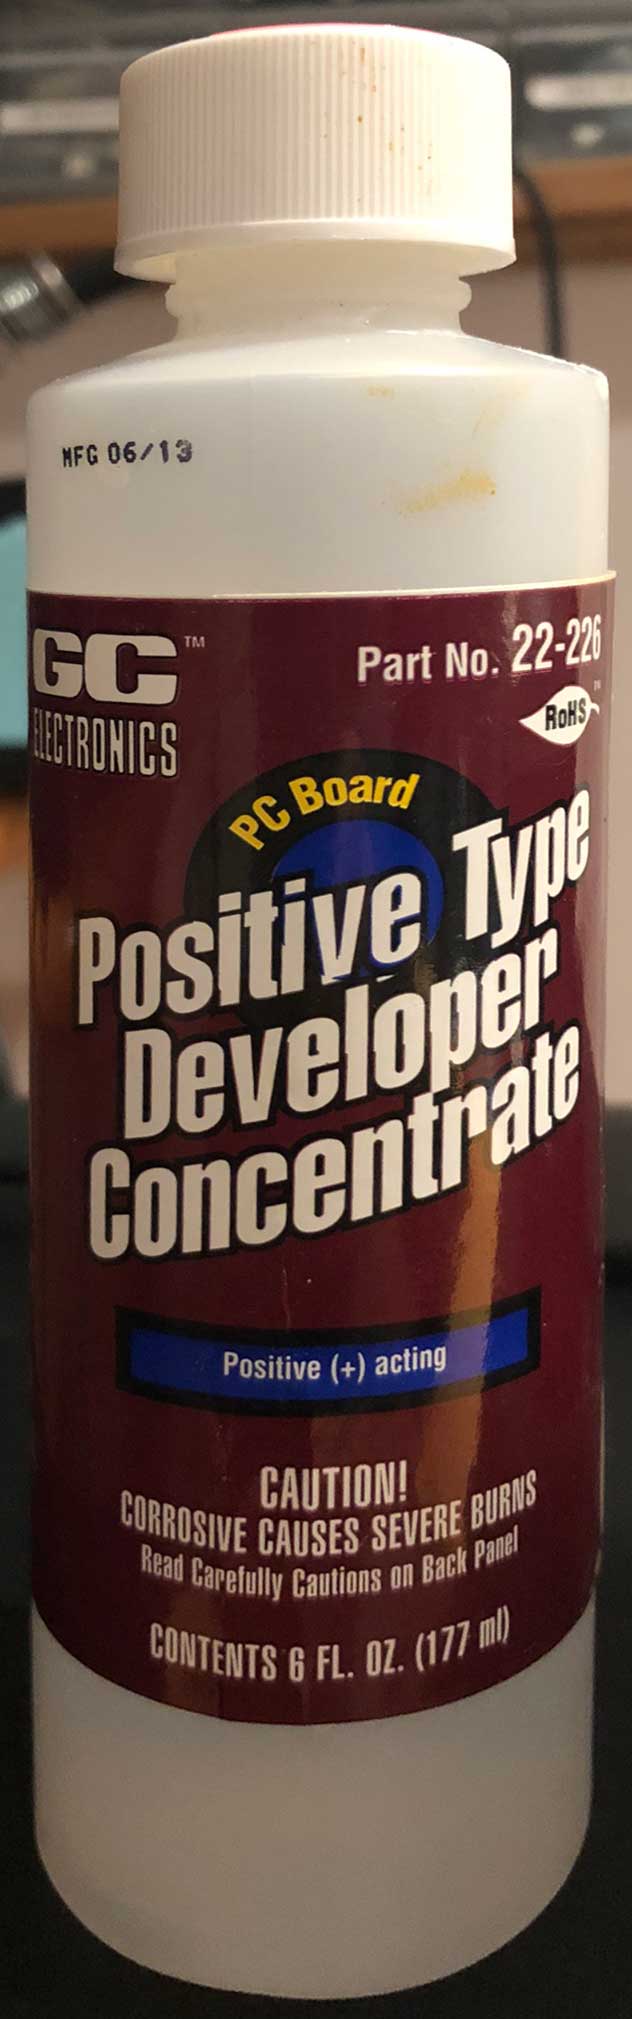 MFG 06/13
GC™
ELECTRONICS
Part No. 22-226
RoHS™
PC Board
Positive Type
Developer
Concentrate
Positive (+) acting
CAUTION!
CORROSIVE CAUSES SEVERE BURNS
Read Carefully Cautions on Back Panel
CONTENTS 6 FL. OZ. (177 ml)